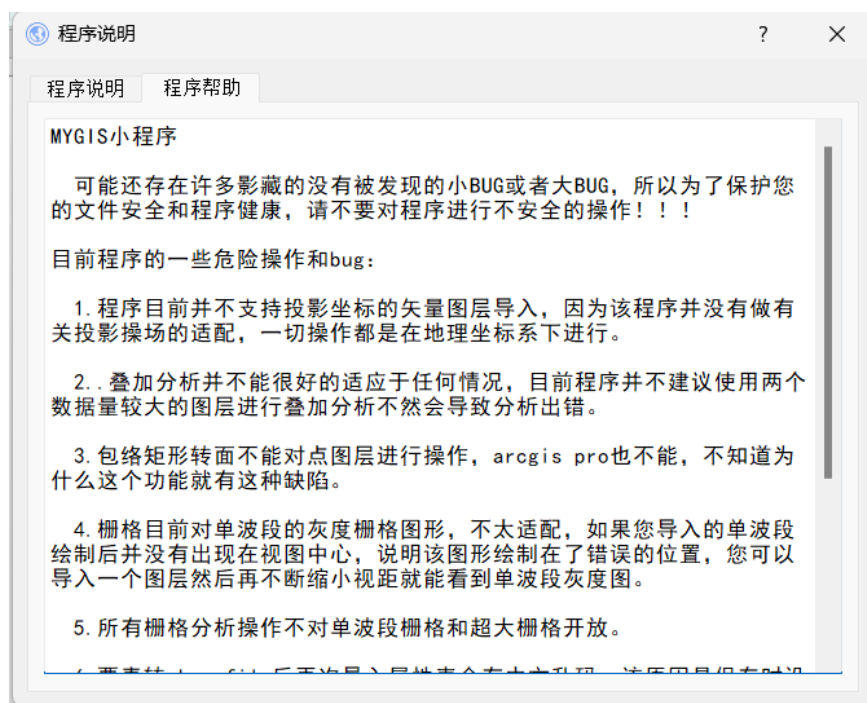 程序说明
?
程序说明
程序帮助
MYGIS小程序
可能还存在许多影藏的没有被发现的小BUG或者大BUG，所以为了保护您
的文件安全和程序健康，请不要对程序进行不安全的操作！！！
目前程序的一些危险操作和bug：
1.程序目前并不支持投影坐标的矢量图层导入，因为该程序并没有做有
关投影操场的适配，一切操作都是在地理坐标系下进行。
2..叠加分析并不能很好的适应于任何情况，目前程序并不建议使用两个
数据量较大的图层进行叠加分析不然会导致分析出错。
3.包络矩形转面不能对点图层进行操作，arcgis pro也不能，不知道为
什么这个功能就有这种缺陷。
4.栅格目前对单波段的灰度栅格图形，不太适配，如果您导入的单波段
绘制后并没有出现在视图中心，说明该图形绘制在了错误的位置，您可以
导入一个图层然后再不断缩小视距就能看到单波段灰度图。
5.所有栅格分析操作不对单波段栅格和超大栅格开放。